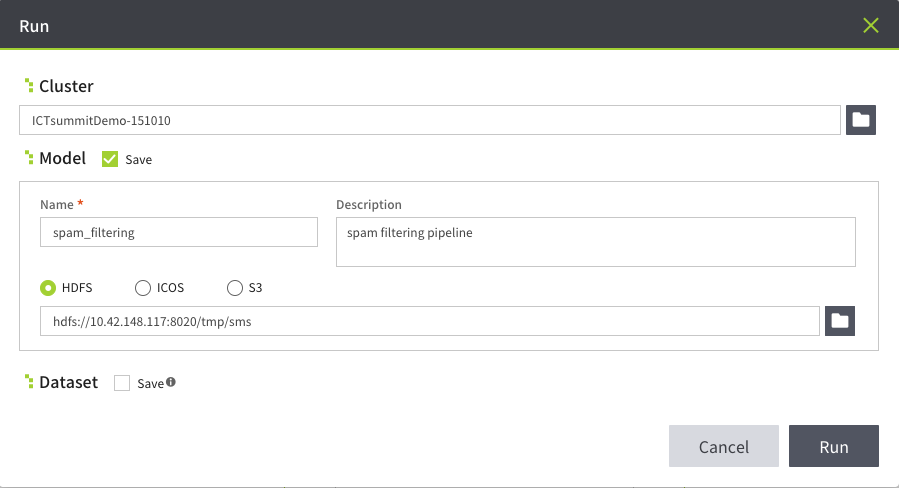 Run
Cluster
ICTsummitDemo-151010
Model Save
Name * Description
spam_filtering spam filtering pipeline
HDFS ICOS S3
hdfs://10.42.148.117:8020/tmp/sms
Dataset Save
Cancel Run